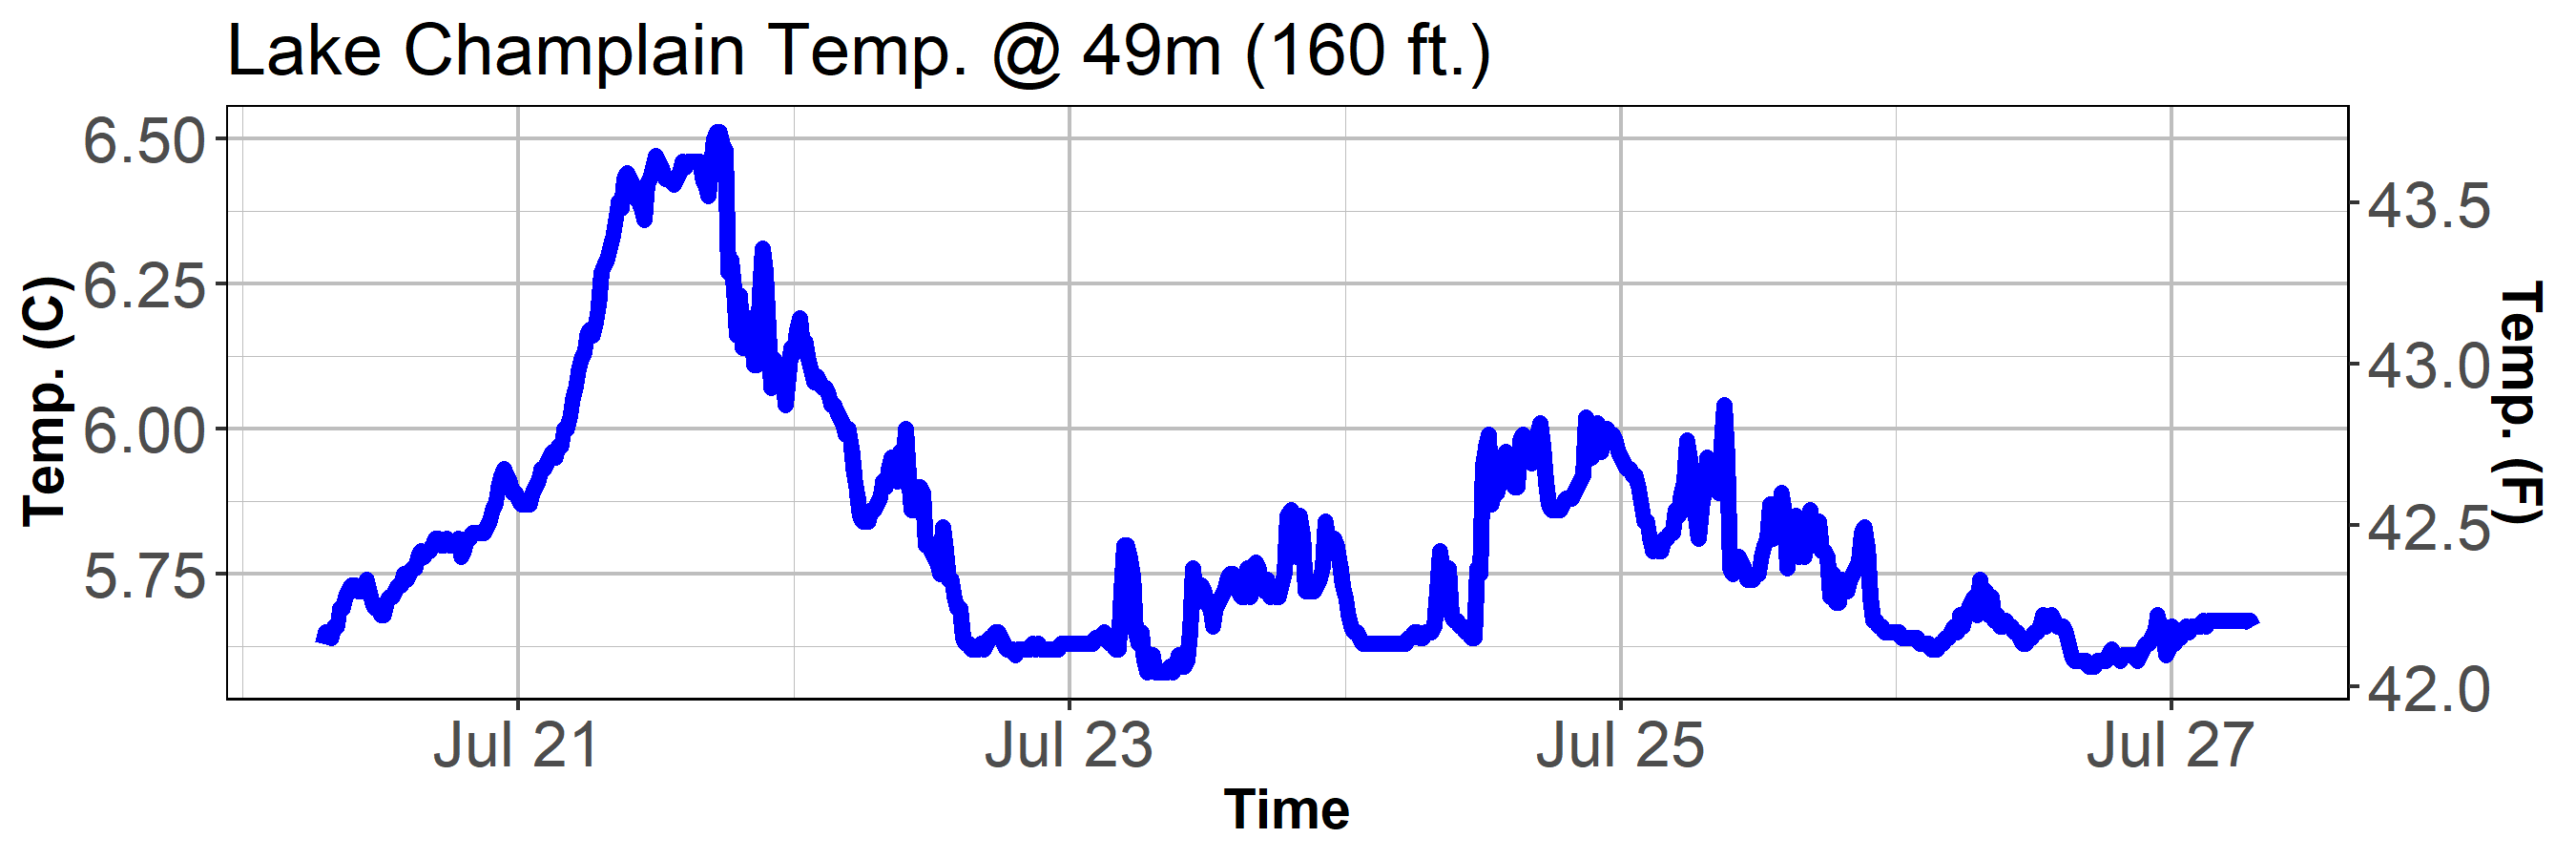 Lake Champlain Temp. @ 49m (160 ft.)
Temp. (C)
6.50
6.25
6.00
5.75
43.5
43.0
42.5
42.0
Temp. (F)
Jul 21
Jul 23
Jul 25
Jul 27
Time